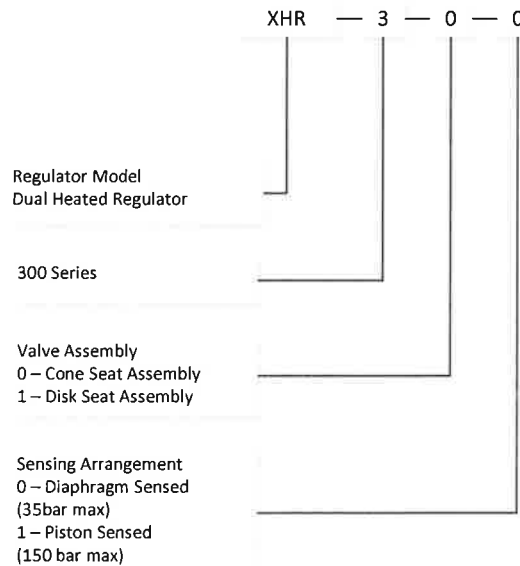 XHR — 3 — 0 — 0
Regulator Model
Dual Heated Regulator
300 Series
Valve Assembly
0 – Cone Seat Assembly
1 – Disk Seat Assembly
Sensing Arrangement
0 – Diaphragm Sensed
(35bar max)
1 – Piston Sensed
(150 bar max)